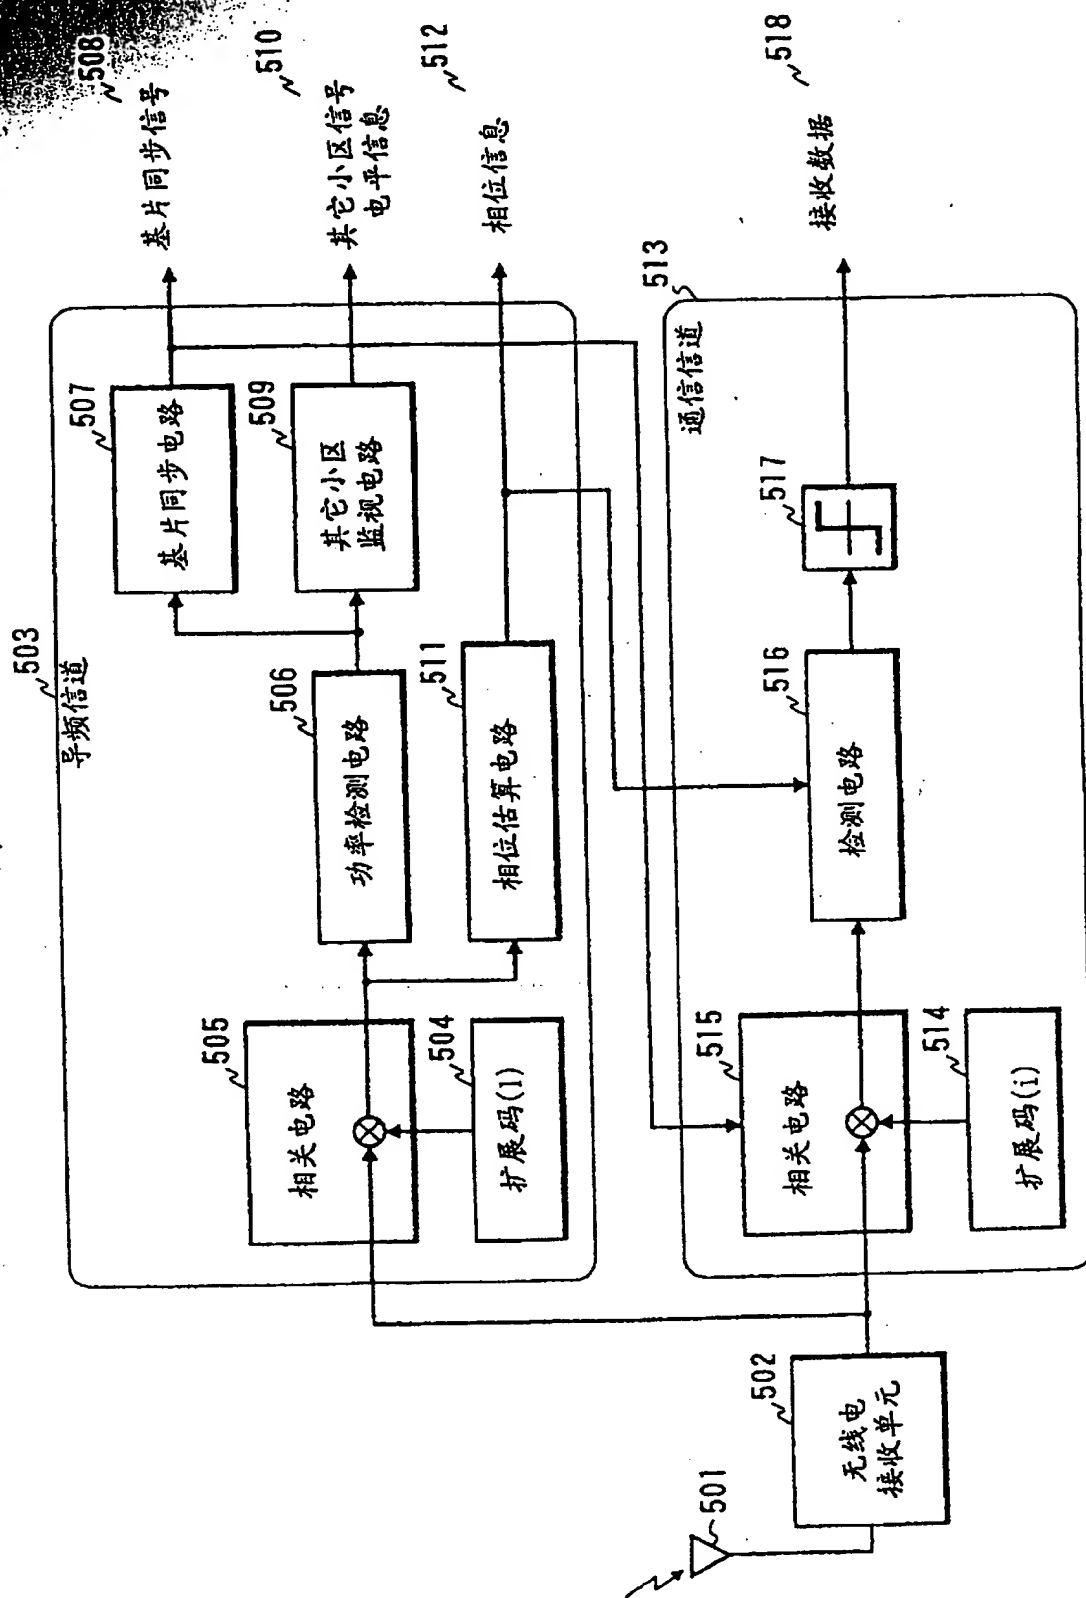 503
导频信道
507
基片同步电路
508
基片同步信号
509
其它小区
监视电路
510
其它小区信号
电平信息
506
功率检测电路
511
相位估算电路
512
相位信息
505
相关电路
504
扩展码(1)
513
通信信道
515
相关电路
514
扩展码(i)
516
检测电路
517
518
接收数据
502
无线电
接收单元
501